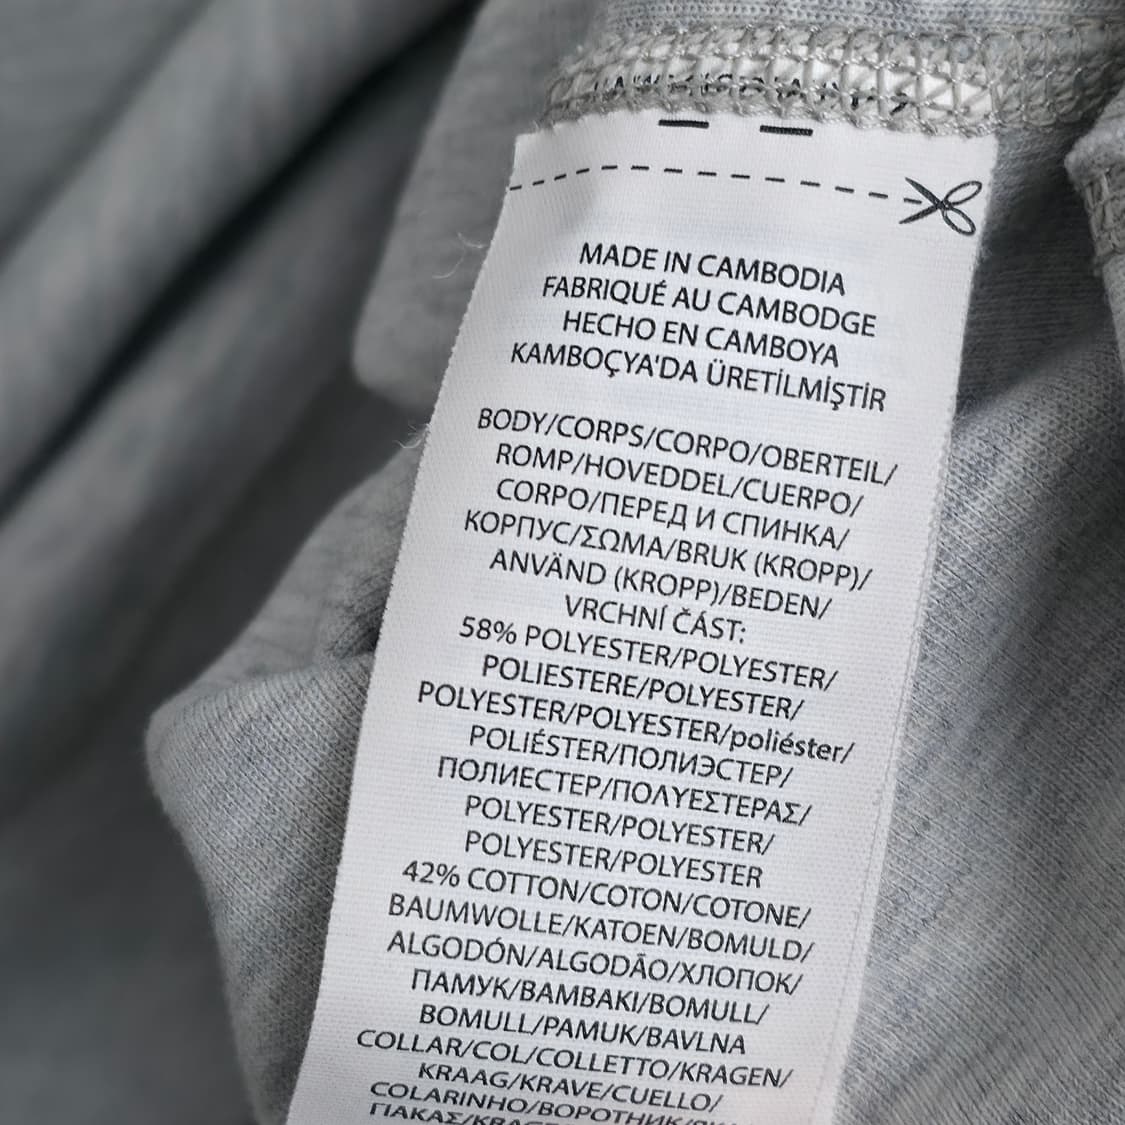 MADE IN CAMBODIA
FABRIQUÉ AU CAMBODGE
HECHO EN CAMBOYA
KAMBOÇYA'DA ÜRETİLMİŞTİR
BODY/CORPS/CORPO/OBERTEIL/
ROMP/HOVEDDEL/CUERPO/
CORPO/ПЕРЕД И СПИНКА/
КОРПУС/ΣΩΜΑ/BRUK (KROPP)/
ANVÄND (KROPP)/BEDEN/
VRCHNÍ ČÁST:
58% POLYESTER/POLYESTER/
POLIESTERE/POLYESTER/
POLYESTER/POLYESTER/poliéster/
POLIÉSTER/ПОЛИЭСТЕР/
ПОЛИЕСТЕР/ΠΟΛΥΕΣΤΕΡΑΣ/
POLYESTER/POLYESTER/
POLYESTER/POLYESTER
42% COTTON/COTON/COTONE/
BAUMWOLLE/KATOEN/BOMULD/
ALGODÓN/ALGODÃO/ХЛОПОК/
ПАМУК/ΒΑΜΒΑΚΙ/BOMULL/
BOMULL/PAMUK/BAVLNA
COLLAR/COL/COLLETTO/KRAGEN/
KRAAG/KRAVE/CUELLO/
COLARINHO/ВОРОТНИК/
ΓΙΑΚΑΣ/